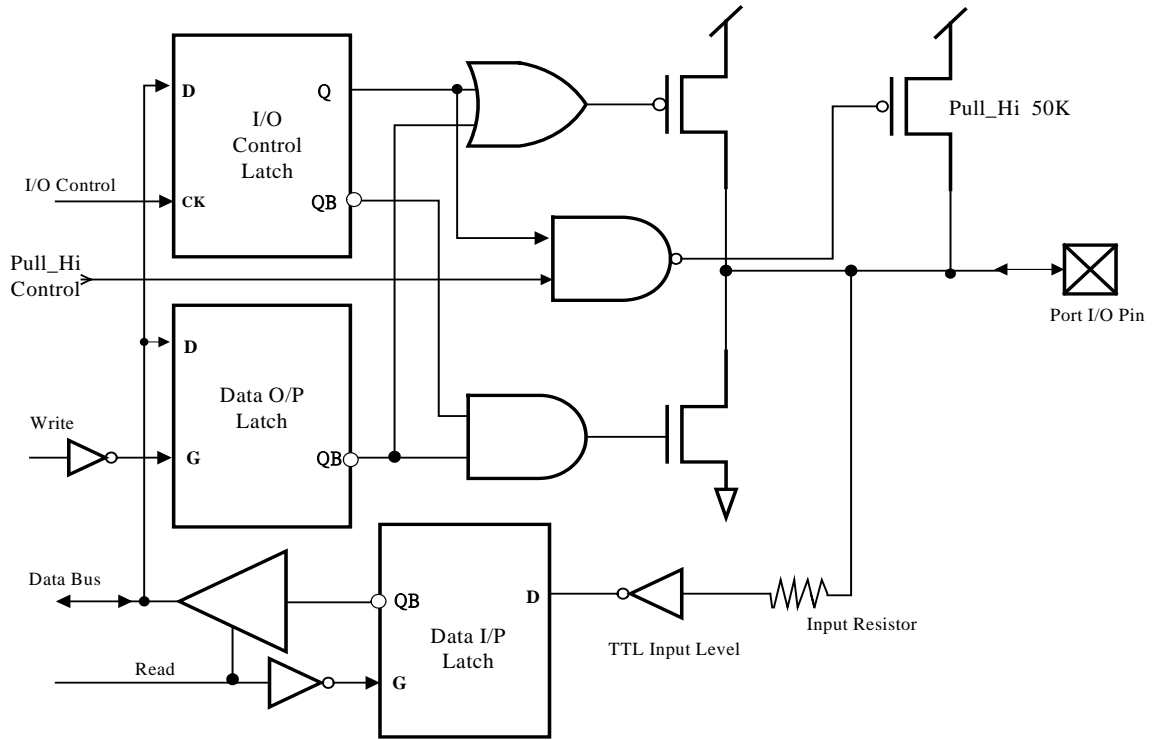 D
Q
I/O
Control
Latch
Pull_Hi 50K
I/O Control
CK
QB
Pull_Hi
Control
Port I/O Pin
D
Data O/P
Latch
Write
G
QB
Data Bus
QB
D
Input Resistor
Data I/P
Latch
TTL Input Level
Read
G